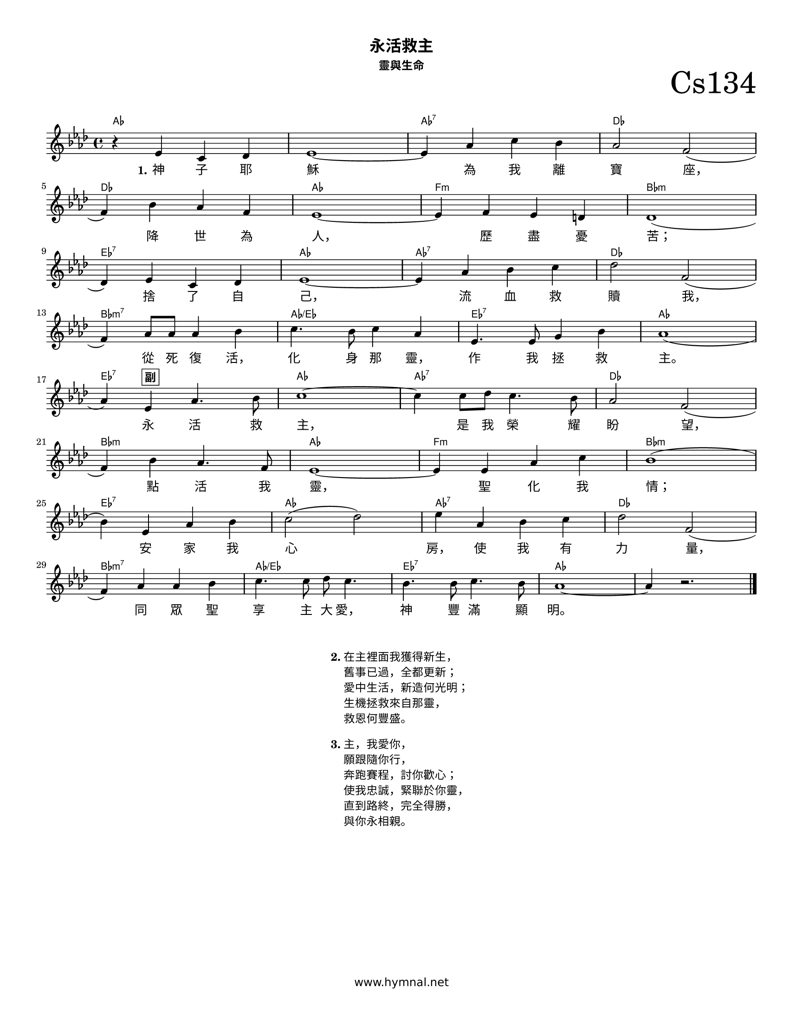 永活救主
靈與生命
Cs134
A♭ A♭7 D♭
1. 神 子 耶 穌 為 我 離 寶 座，
5 D♭ A♭ Fm B♭m
降 世 為 人， 歷 盡 憂 苦；
9 E♭7 A♭ A♭7 D♭
捨 了 自 己， 流 血 救 贖 我，
13 B♭m7 A♭/E♭ E♭7 A♭
從 死 復 活， 化 身 那 靈， 作 我 拯 救 主。
17 E♭7 副 A♭ A♭7 D♭
永 活 救 主， 是 我 榮 耀 盼 望，
21 B♭m A♭ Fm B♭m
點 活 我 靈， 聖 化 我 情；
25 E♭7 A♭ A♭7 D♭
安 家 我 心 房， 使 我 有 力 量，
29 B♭m7 A♭/E♭ E♭7 A♭
同 眾 聖 享 主 大 愛， 神 豐 滿 顯 明。
2. 在主裡面我獲得新生，
舊事已過，全都更新；
愛中生活，新造何光明；
生機拯救來自那靈，
救恩何豐盛。
3. 主，我愛你，
願跟隨你行，
奔跑賽程，討你歡心；
使我忠誠，緊聯於你靈，
直到路終，完全得勝，
與你永相親。
www.hymnal.net